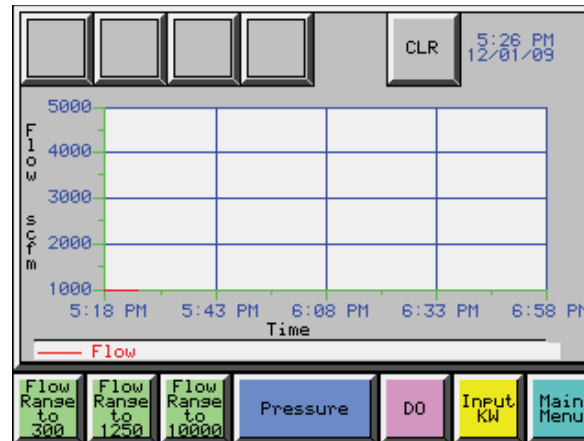 CLR
5:26 PM
12/01/09
Flow scfm
5000
4000
3000
2000
1000
5:18 PM 5:43 PM 6:08 PM 6:33 PM 6:58 PM
Time
Flow
Flow Range to 300
Flow Range to 1250
Flow Range to 10000
Pressure
DO
Input KW
Main Menu